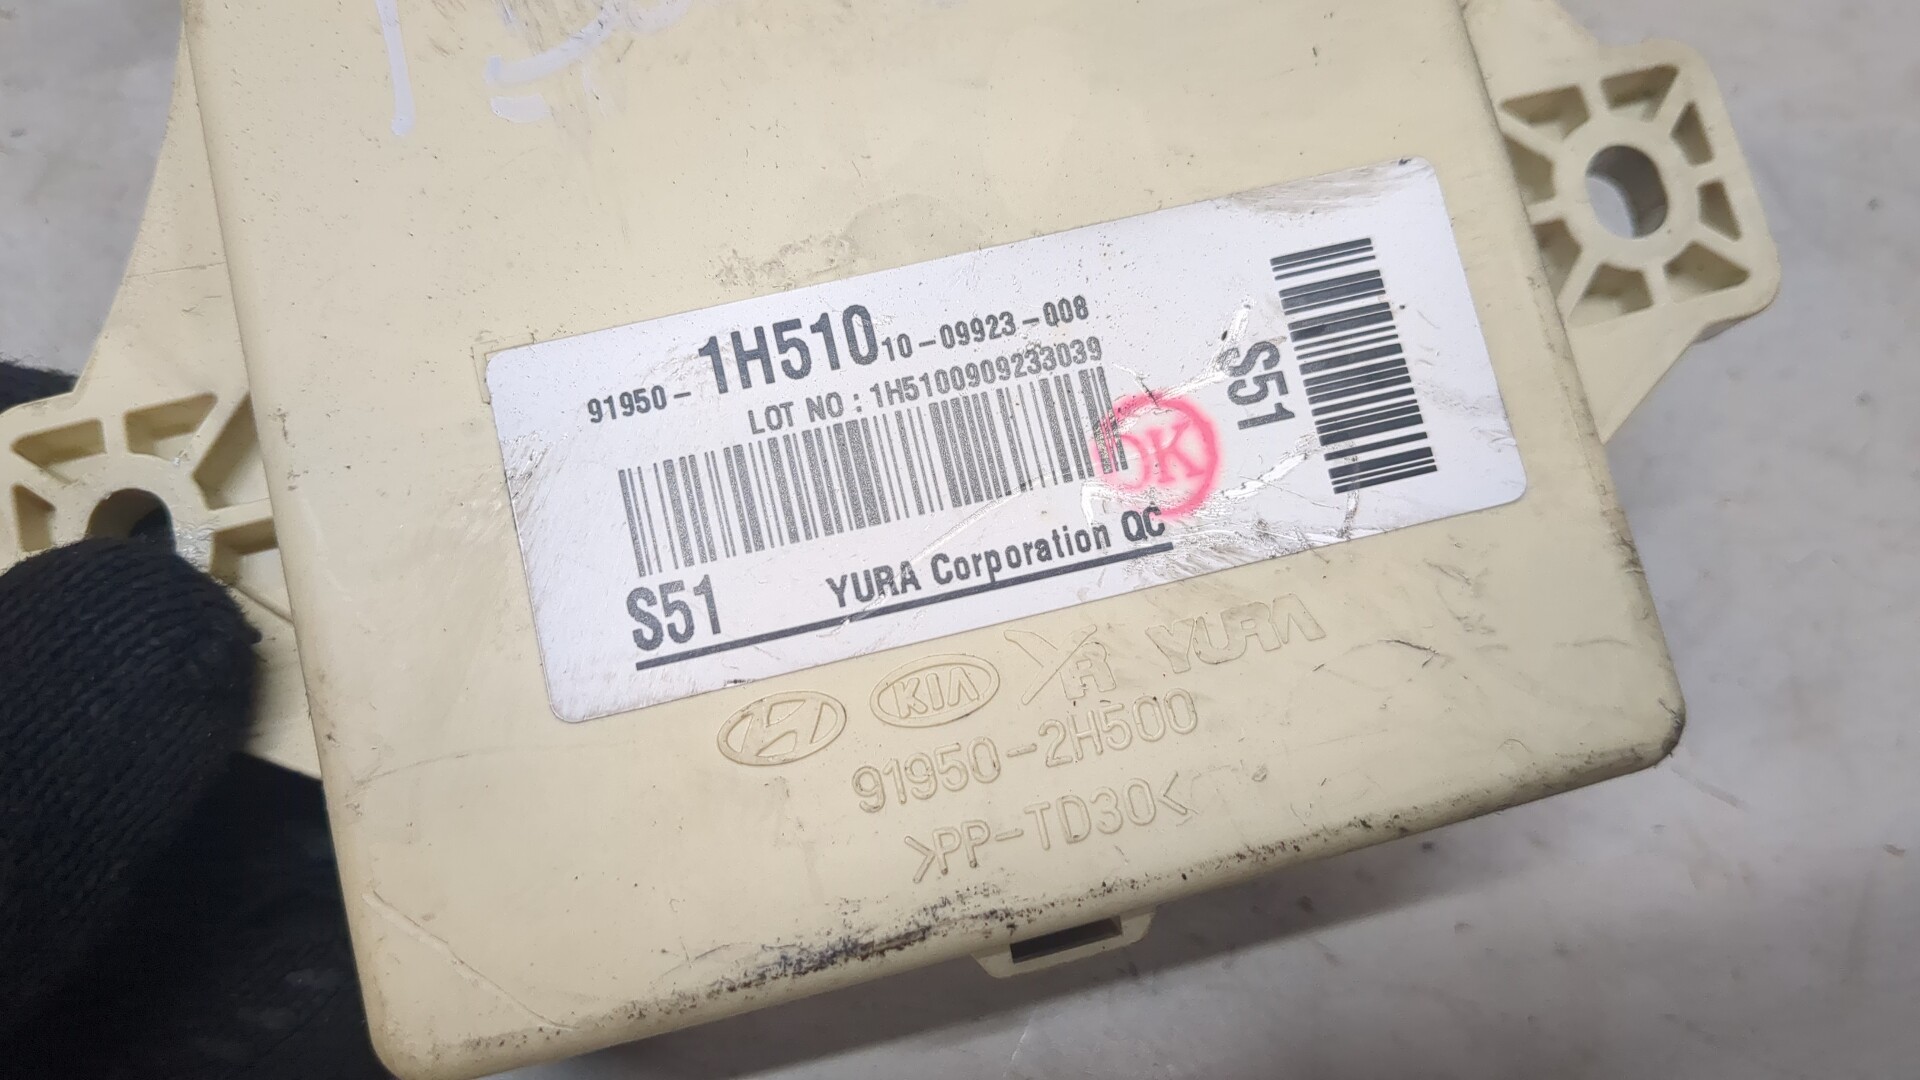 91950-1H510 10-09923-008
LOT NO : 1H5100909233039
OK
S51
S51 YURA Corporation QC
KIA YURA
91950-2H500
>PP-TD30<